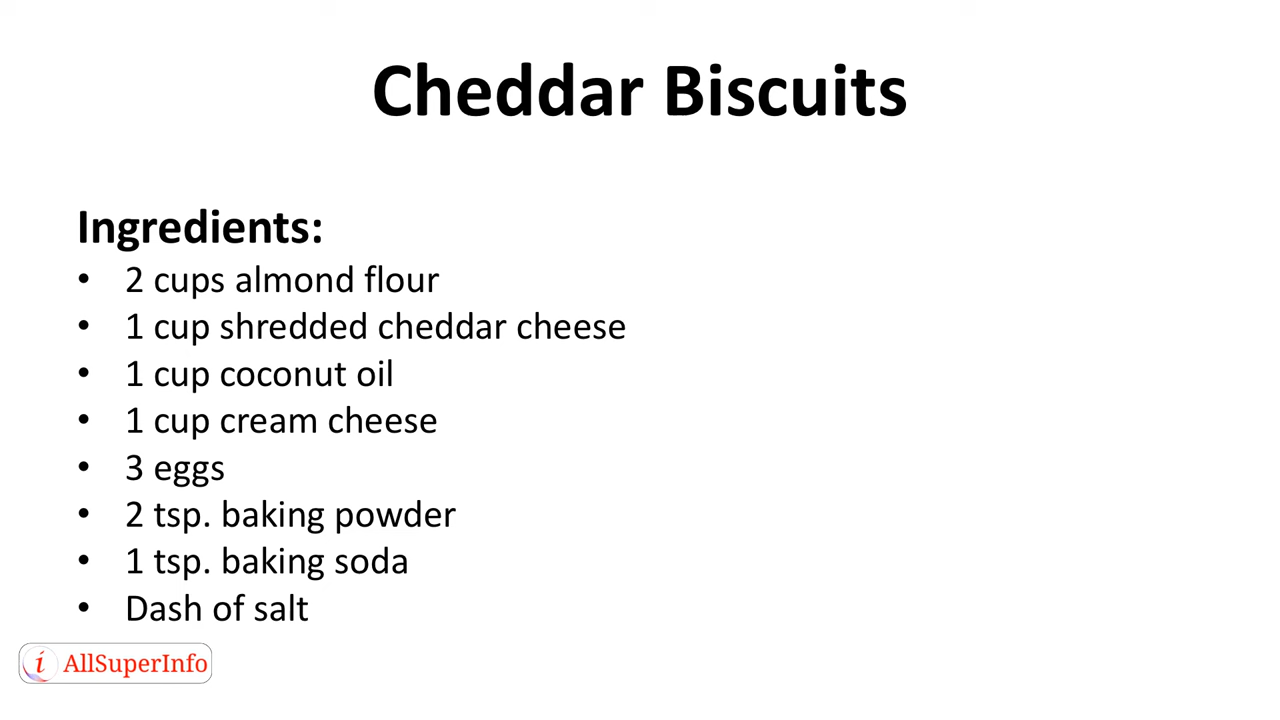 Cheddar Biscuits
Ingredients:
• 2 cups almond flour
• 1 cup shredded cheddar cheese
• 1 cup coconut oil
• 1 cup cream cheese
• 3 eggs
• 2 tsp. baking powder
• 1 tsp. baking soda
• Dash of salt
i AllSuperInfo